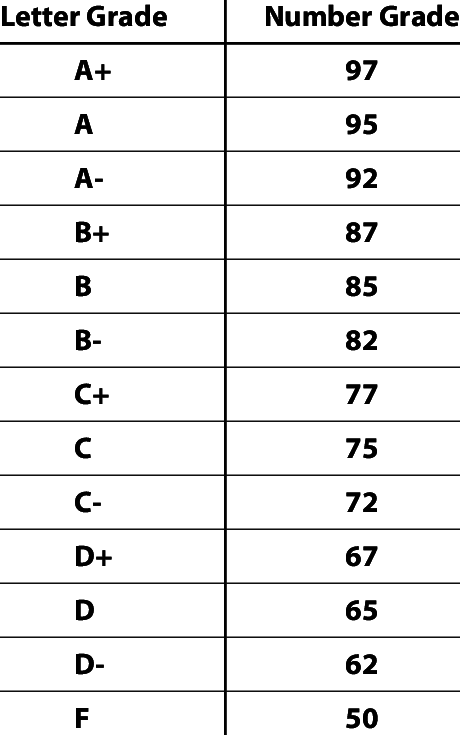 Letter Grade Number Grade
A+ 97
A 95
A- 92
B+ 87
B 85
B- 82
C+ 77
C 75
C- 72
D+ 67
D 65
D- 62
F 50